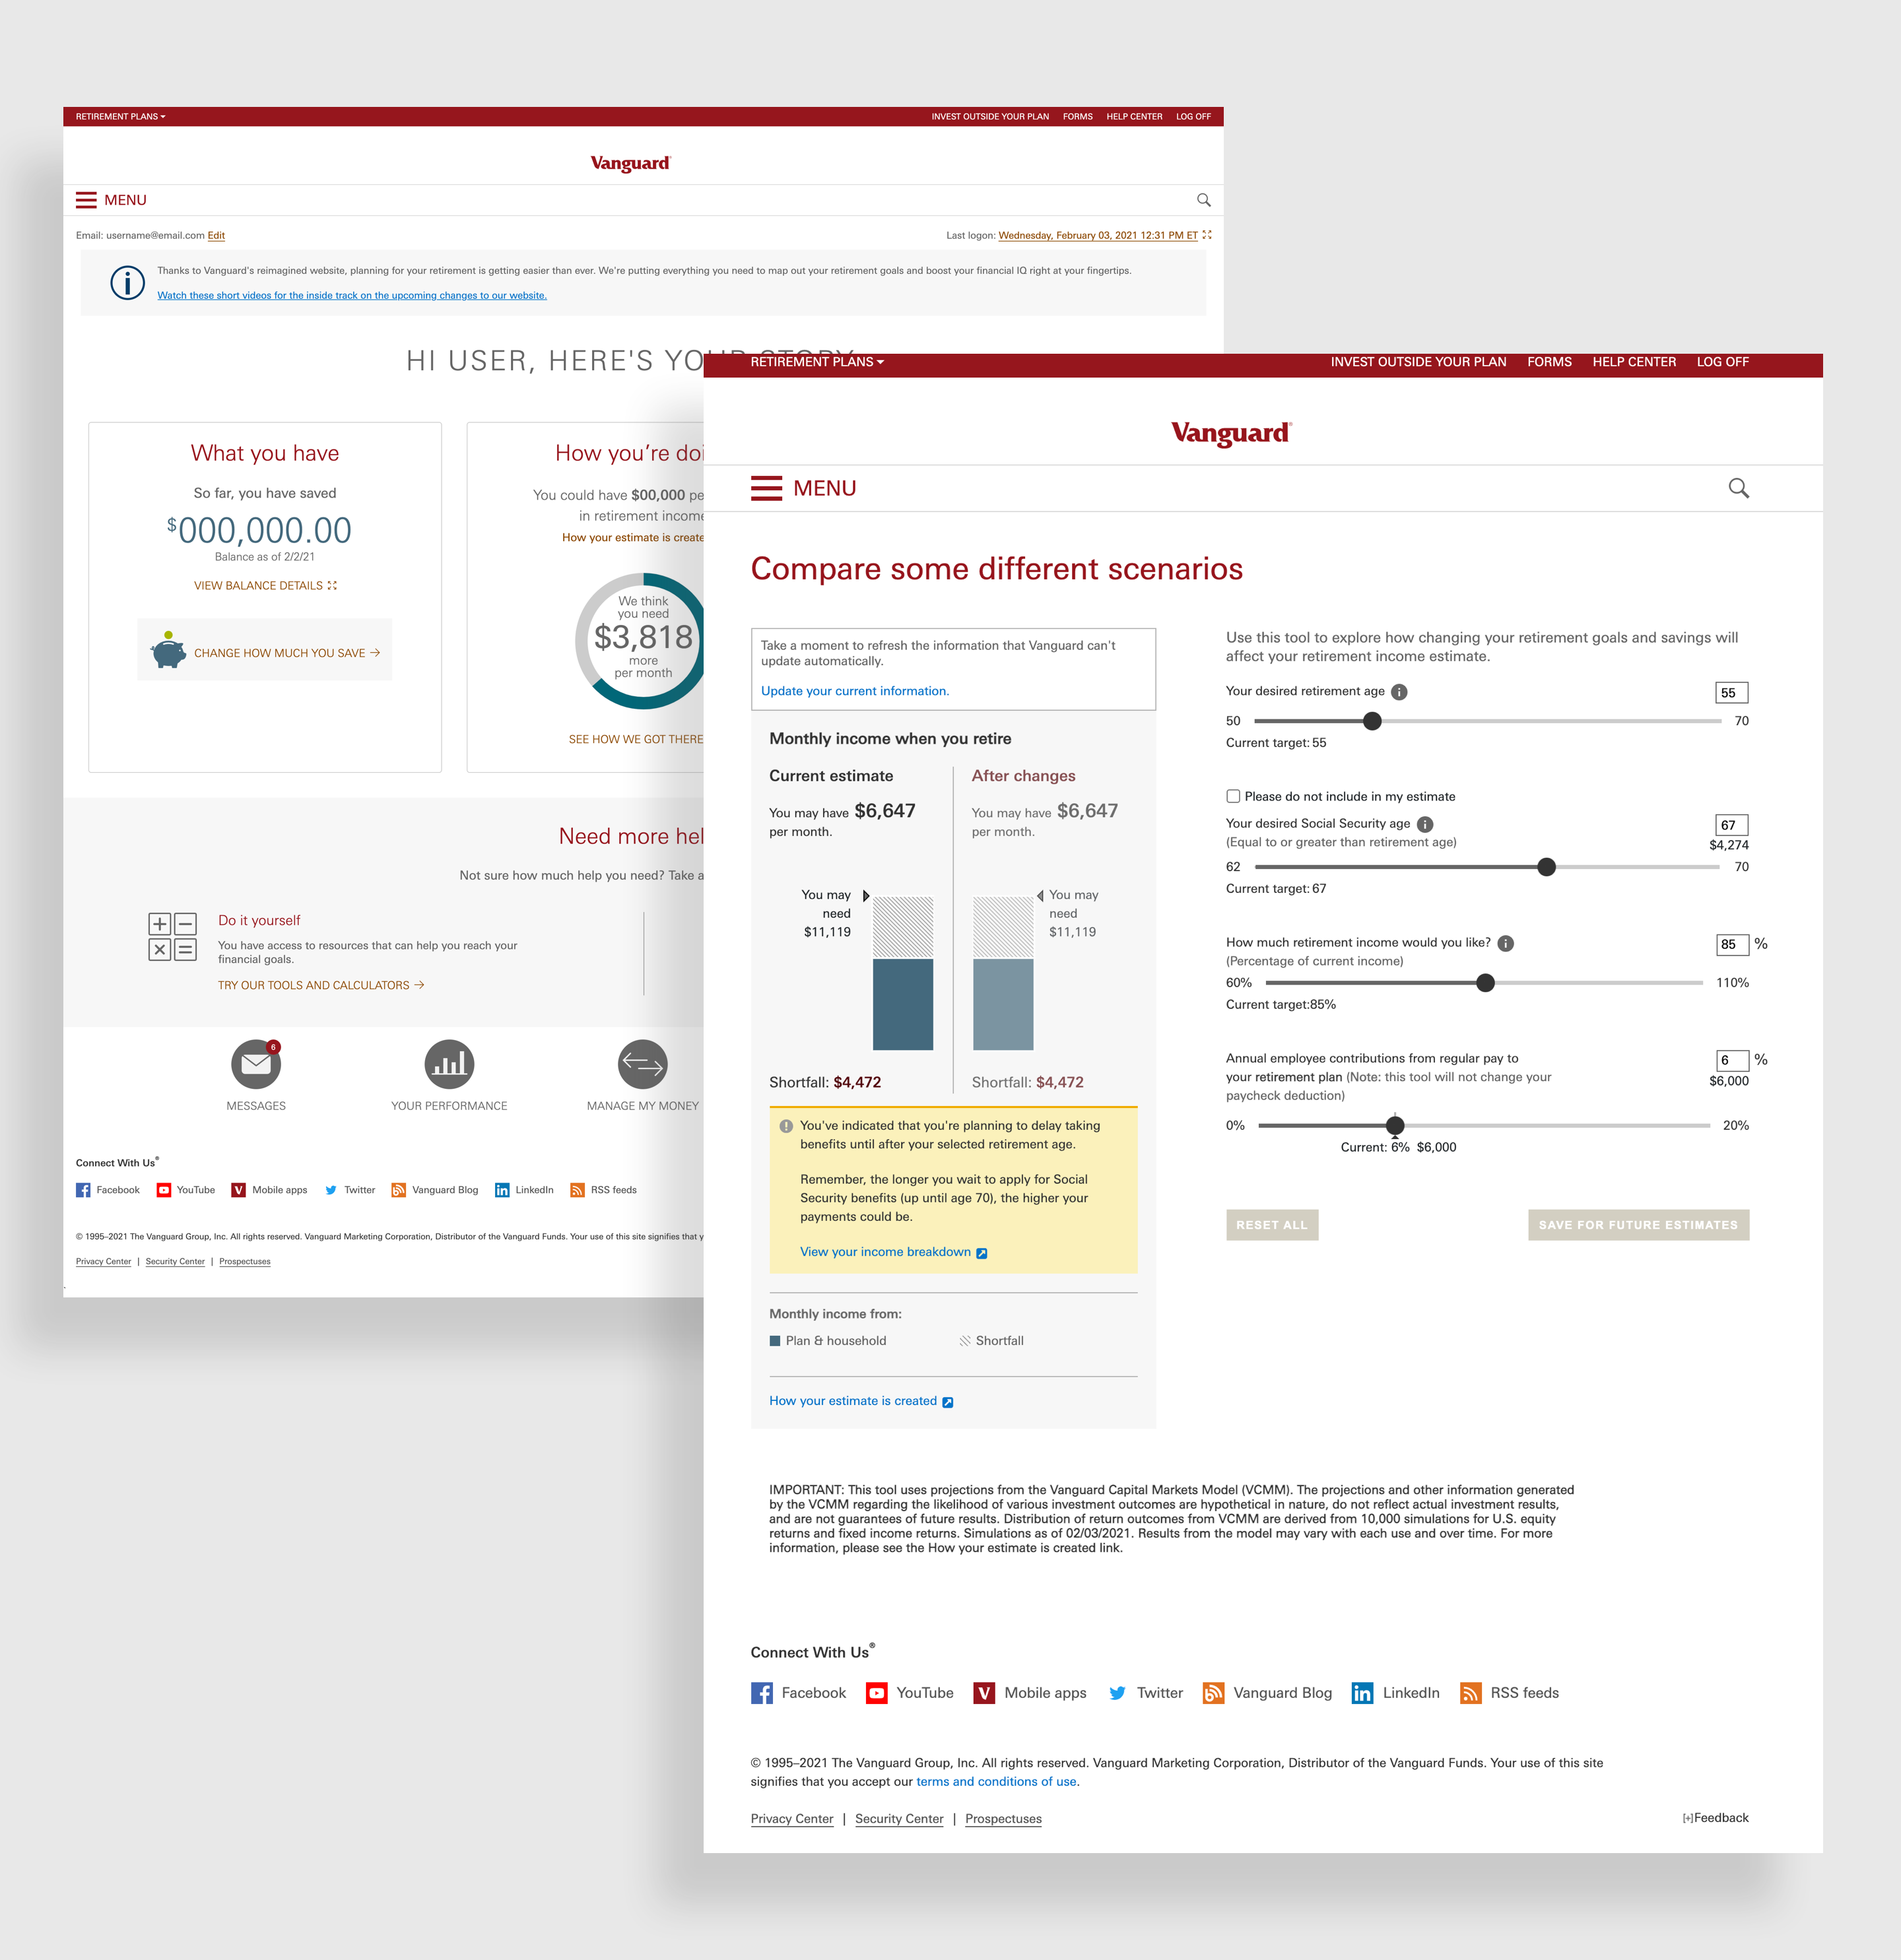 RETIREMENT PLANS
INVEST OUTSIDE YOUR PLAN FORMS HELP CENTER LOG OFF
Vanguard
MENU
Email: username@email.com Edit
Last logon: Wednesday, February 03, 2021 12:31 PM ET
Thanks to Vanguard's reimagined website, planning for your retirement is getting easier than ever. We're putting everything you need to map out your retirement goals and boost your financial IQ right at your fingertips.
Watch these short videos for the inside track on the upcoming changes to our website.
HI USER, HERE'S YOUR STORY
What you have
So far, you have saved
$000,000.00
Balance as of 2/2/21
VIEW BALANCE DETAILS
CHANGE HOW MUCH YOU SAVE →
How you're doi
You could have $00,000 pe
in retirement income
How your estimate is create
We think
you need
$3,818
more
per month
SEE HOW WE GOT THERE
Need more hel
Not sure how much help you need? Take a
Do it yourself
You have access to resources that can help you reach your
financial goals.
TRY OUR TOOLS AND CALCULATORS →
6
MESSAGES
YOUR PERFORMANCE
MANAGE MY MONEY
Connect With Us®
Facebook YouTube Mobile apps Twitter Vanguard Blog LinkedIn RSS feeds
© 1995–2021 The Vanguard Group, Inc. All rights reserved. Vanguard Marketing Corporation, Distributor of the Vanguard Funds. Your use of this site signifies that y
Privacy Center | Security Center | Prospectuses
RETIREMENT PLANS
INVEST OUTSIDE YOUR PLAN FORMS HELP CENTER LOG OFF
Vanguard®
MENU
Compare some different scenarios
Take a moment to refresh the information that Vanguard can't
update automatically.
Update your current information.
Monthly income when you retire
Current estimate
You may have $6,647
per month.
You may
need
$11,119
Shortfall: $4,472
After changes
You may have $6,647
per month.
You may
need
$11,119
Shortfall: $4,472
You've indicated that you're planning to delay taking
benefits until after your selected retirement age.
Remember, the longer you wait to apply for Social
Security benefits (up until age 70), the higher your
payments could be.
View your income breakdown
Monthly income from:
Plan & household Shortfall
How your estimate is created
Use this tool to explore how changing your retirement goals and savings will
affect your retirement income estimate.
Your desired retirement age 55
50 70
Current target: 55
Please do not include in my estimate
Your desired Social Security age 67
(Equal to or greater than retirement age) $4,274
62 70
Current target: 67
How much retirement income would you like? 85 %
(Percentage of current income)
60% 110%
Current target:85%
Annual employee contributions from regular pay to 6 %
your retirement plan (Note: this tool will not change your $6,000
paycheck deduction)
0% 20%
Current: 6% $6,000
RESET ALL SAVE FOR FUTURE ESTIMATES
IMPORTANT: This tool uses projections from the Vanguard Capital Markets Model (VCMM). The projections and other information generated
by the VCMM regarding the likelihood of various investment outcomes are hypothetical in nature, do not reflect actual investment results,
and are not guarantees of future results. Distribution of return outcomes from VCMM are derived from 10,000 simulations for U.S. equity
returns and fixed income returns. Simulations as of 02/03/2021. Results from the model may vary with each use and over time. For more
information, please see the How your estimate is created link.
Connect With Us®
Facebook YouTube Mobile apps Twitter Vanguard Blog LinkedIn RSS feeds
© 1995–2021 The Vanguard Group, Inc. All rights reserved. Vanguard Marketing Corporation, Distributor of the Vanguard Funds. Your use of this site
signifies that you accept our terms and conditions of use.
Privacy Center | Security Center | Prospectuses
[+]Feedback